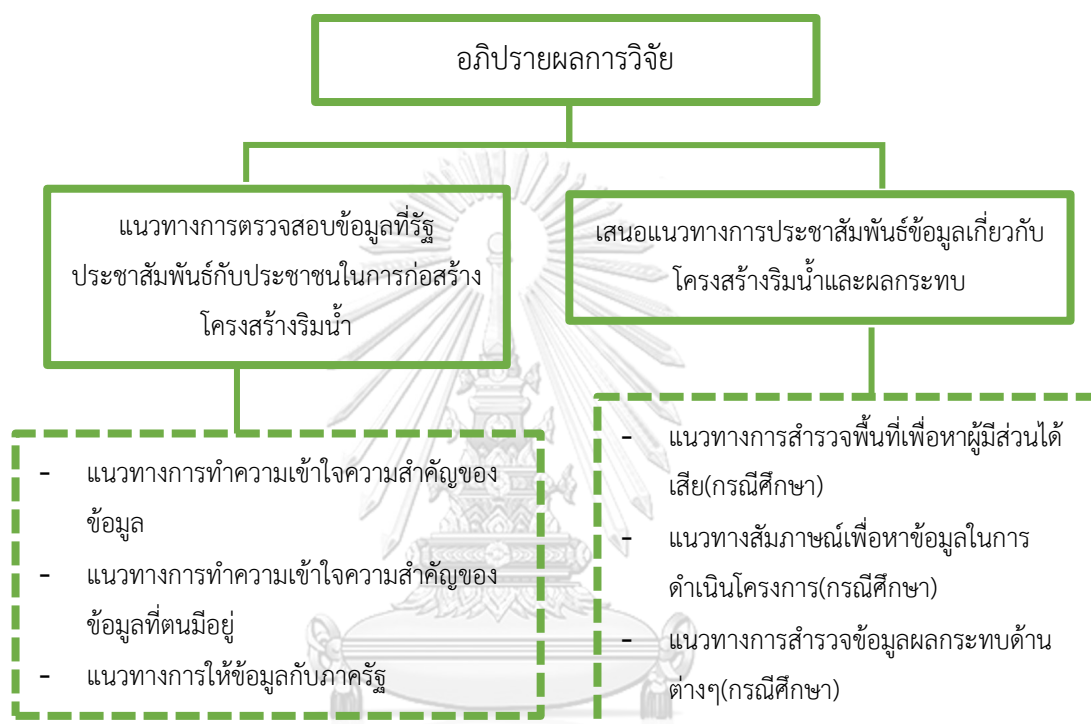 อภิปรายผลการวิจัย
แนวทางการตรวจสอบข้อมูลที่รัฐ
ประชาสัมพันธ์กับประชาชนในการก่อสร้าง
โครงสร้างริมน้ำ
เสนอแนวทางการประชาสัมพันธ์ข้อมูลเกี่ยวกับ
โครงสร้างริมน้ำและผลกระทบ
- แนวทางการทำความเข้าใจความสำคัญของ
ข้อมูล
- แนวทางการทำความเข้าใจความสำคัญของ
ข้อมูลที่ตนมีอยู่
- แนวทางการให้ข้อมูลกับภาครัฐ
- แนวทางการสำรวจพื้นที่เพื่อหาผู้มีส่วนได้
เสีย(กรณีศึกษา)
- แนวทางสัมภาษณ์เพื่อหาข้อมูลในการ
ดำเนินโครงการ(กรณีศึกษา)
- แนวทางการสำรวจข้อมูลผลกระทบด้าน
ต่างๆ(กรณีศึกษา)